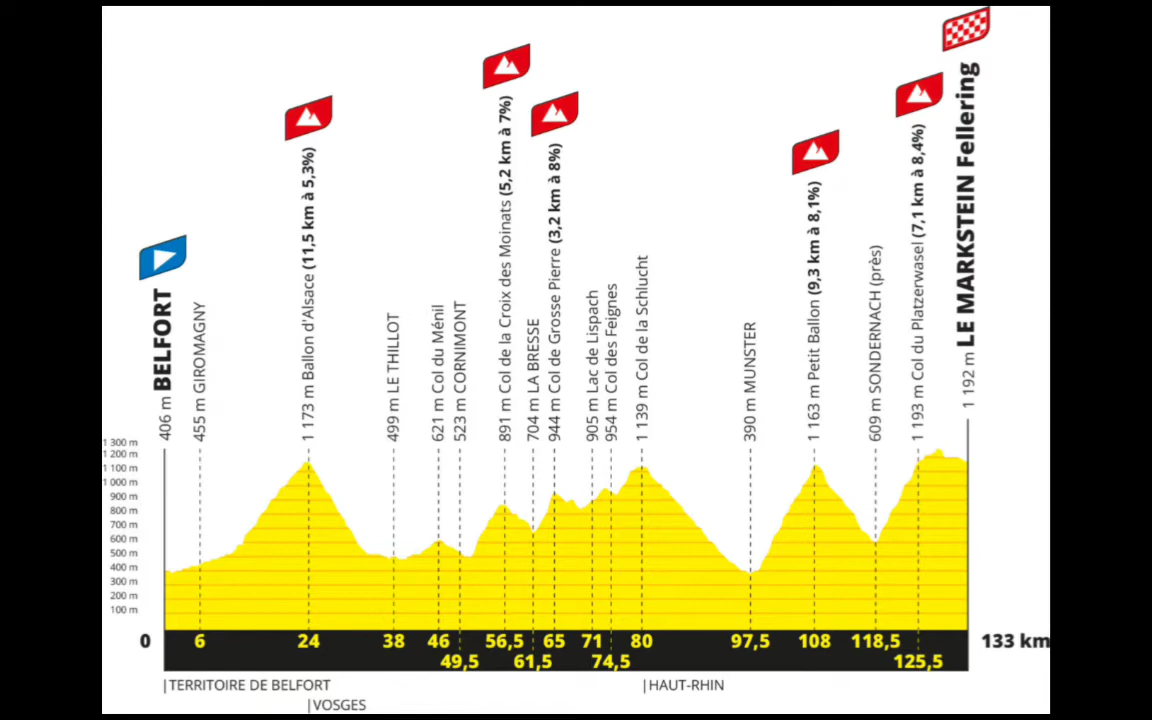 406 m BELFORT
455 m GIROMAGNY
1 173 m Ballon d'Alsace (11,5 km à 5,3%)
499 m LE THILLOT
621 m Col du Ménil
523 m CORNIMONT
891 m Col de la Croix des Moinats (5,2 km à 7%)
704 m LA BRESSE
944 m Col de Grosse Pierre (3,2 km à 8%)
905 m Lac de Lispach
954 m Col des Feignes
1 139 m Col de la Schlucht
390 m MUNSTER
1 163 m Petit Ballon (9,3 km à 8,1%)
609 m SONDERNACH (près)
1 193 m Col du Platzerwasel (7,1 km à 8,4%)
1 192 m LE MARKSTEIN Fellering
1 300 m
1 200 m
1 100 m
1 000 m
900 m
800 m
700 m
600 m
500 m
400 m
300 m
200 m
100 m
0 6 24 38 46 56,5 65 71 80 97,5 108 118,5 133 km
49,5 61,5 74,5 125,5
|TERRITOIRE DE BELFORT |HAUT-RHIN
|VOSGES